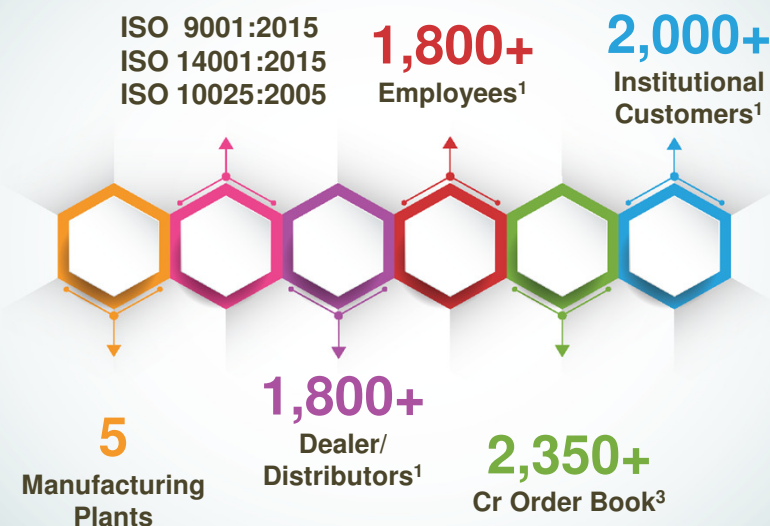 ISO 9001:2015
ISO 14001:2015
ISO 10025:2005
1,800+
Employees¹
2,000+
Institutional
Customers¹
5
Manufacturing
Plants
1,800+
Dealer/
Distributors¹
2,350+
Cr Order Book³